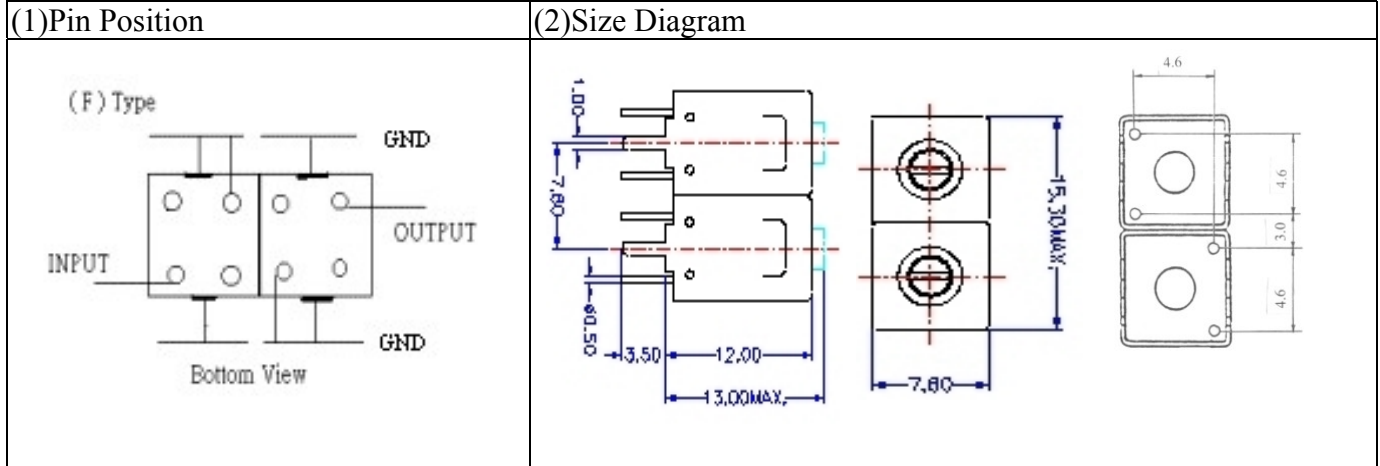 (1)Pin Position
(2)Size Diagram
(F) Type
GND
OUTPUT
INPUT
GND
Bottom View
1.00
7.80
ø0.50
3.50
12.00
13.00MAX.
15.30MAX.
7.80
4.6
4.6
3.0
4.6